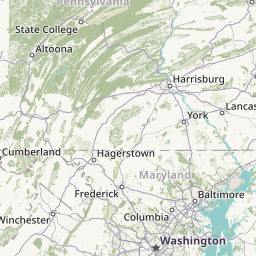 Pennsylvania
State College
Altoona
Harrisburg
Lancas
York
Cumberland
Hagerstown
Maryland
Frederick
Baltimore
Winchester
Columbia
Washington